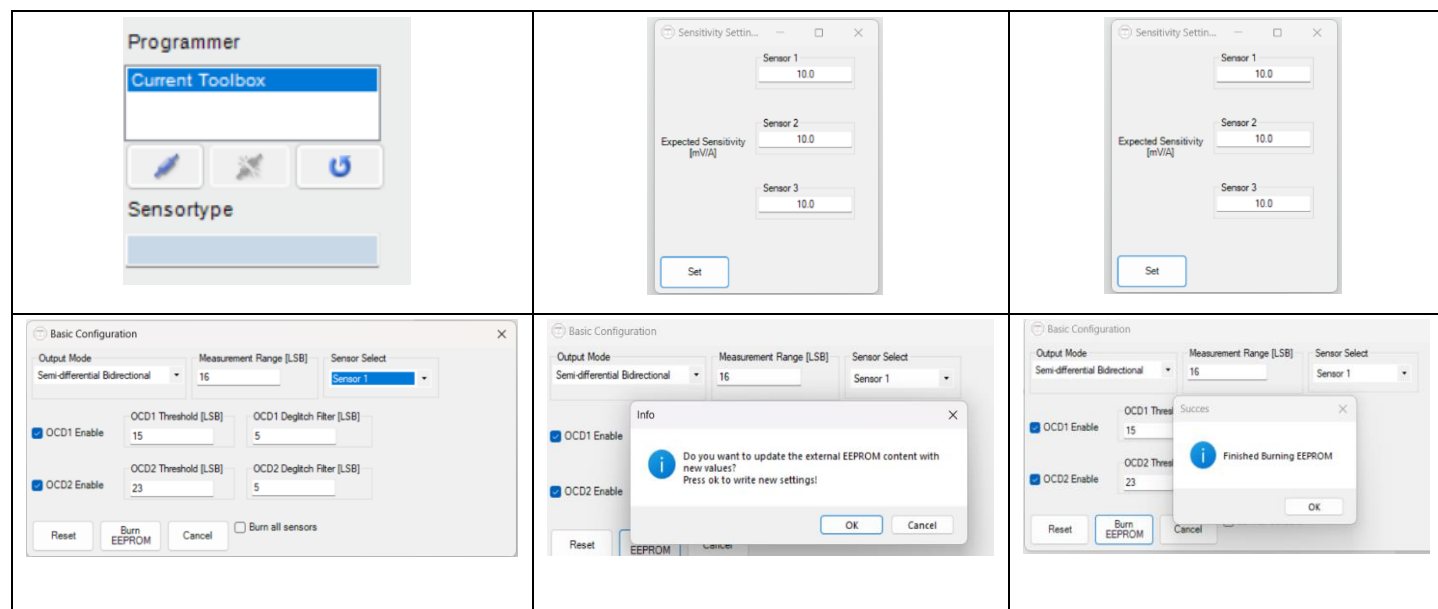 Programmer
Current Toolbox
Sensortype
Sensitivity Settin...
Sensor 1
10.0
Sensor 2
Expected Sensitivity
[mV/A]
10.0
Sensor 3
10.0
Set
Sensitivity Settin...
Sensor 1
10.0
Sensor 2
Expected Sensitivity
[mV/A]
10.0
Sensor 3
10.0
Set
Basic Configuration
Output Mode Measurement Range [LSB] Sensor Select
Semi-differential Bidirectional 16 Sensor 1
OCD1 Threshold [LSB] OCD1 Deglitch Filter [LSB]
OCD1 Enable 15 5
OCD2 Threshold [LSB] OCD2 Deglitch Filter [LSB]
OCD2 Enable 23 5
Reset Burn EEPROM Cancel Burn all sensors
Basic Configuration
Output Mode Measurement Range [LSB] Sensor Select
Semi-differential Bidirectional 16 Sensor 1
Info
OCD1 Enable
Do you want to update the external EEPROM content with
new values?
Press ok to write new settings!
OCD2 Enable
OK Cancel
Reset EEPROM Cancel
Basic Configuration
Output Mode Measurement Range [LSB] Sensor Select
Semi-differential Bidirectional 16 Sensor 1
OCD1 Thres Succes
OCD1 Enable 15
Finished Burning EEPROM
OCD2 Thres
OCD2 Enable 23
OK
Reset Burn EEPROM Cancel